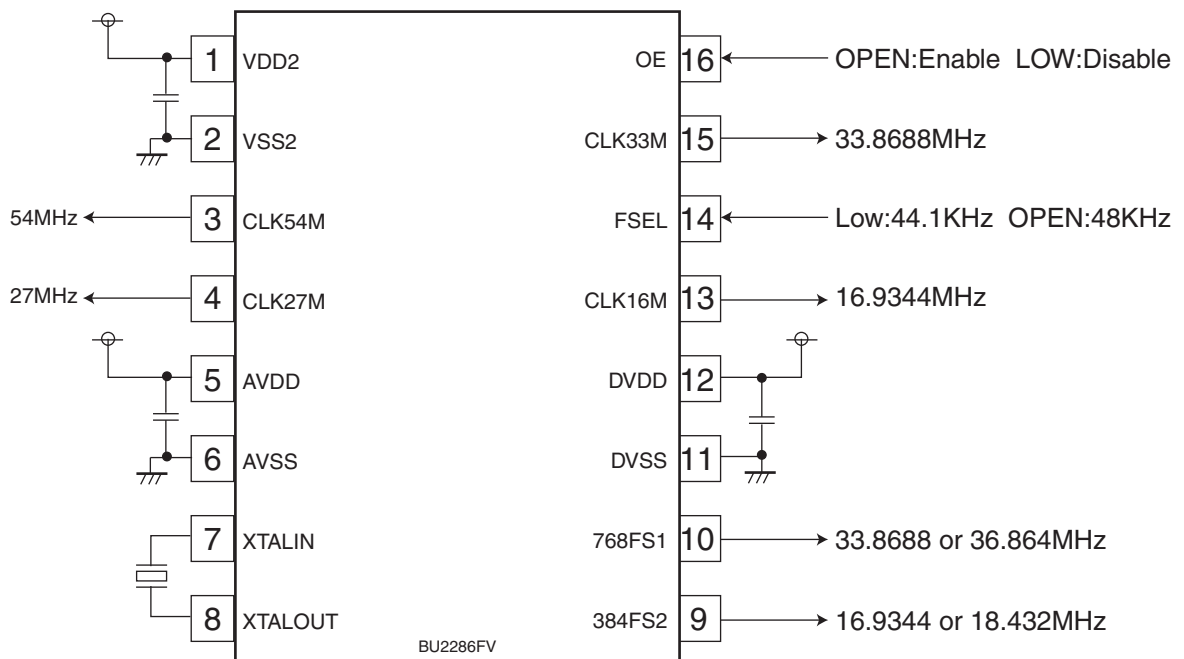 1 VDD2
2 VSS2
54MHz 3 CLK54M
27MHz 4 CLK27M
5 AVDD
6 AVSS
7 XTALIN
8 XTALOUT
BU2286FV
OE 16 OPEN:Enable LOW:Disable
CLK33M 15 33.8688MHz
FSEL 14 Low:44.1KHz OPEN:48KHz
CLK16M 13 16.9344MHz
DVDD 12
DVSS 11
768FS1 10 33.8688 or 36.864MHz
384FS2 9 16.9344 or 18.432MHz